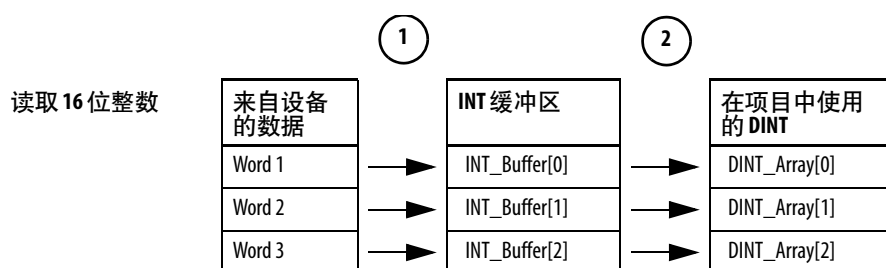 1
2
读取 16 位整数
来自设备
的数据
INT 缓冲区
在项目中使用
的 DINT
Word 1
INT_Buffer[0]
DINT_Array[0]
Word 2
INT_Buffer[1]
DINT_Array[1]
Word 3
INT_Buffer[2]
DINT_Array[2]